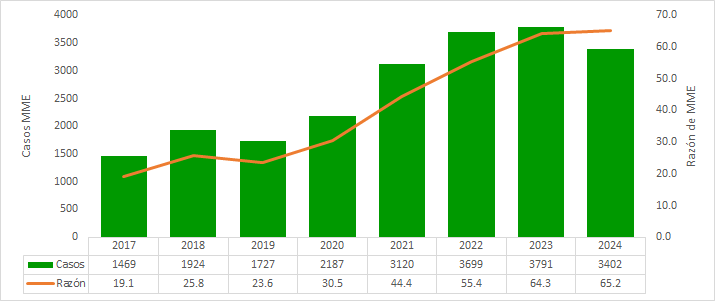 4000 70.0
3500 60.0
3000 50.0
2500 40.0
2000 30.0
1500 20.0
1000 10.0
500
0 0.0
Casos MME
Razón de MME
2017 2018 2019 2020 2021 2022 2023 2024
Casos 1469 1924 1727 2187 3120 3699 3791 3402
Razón 19.1 25.8 23.6 30.5 44.4 55.4 64.3 65.2